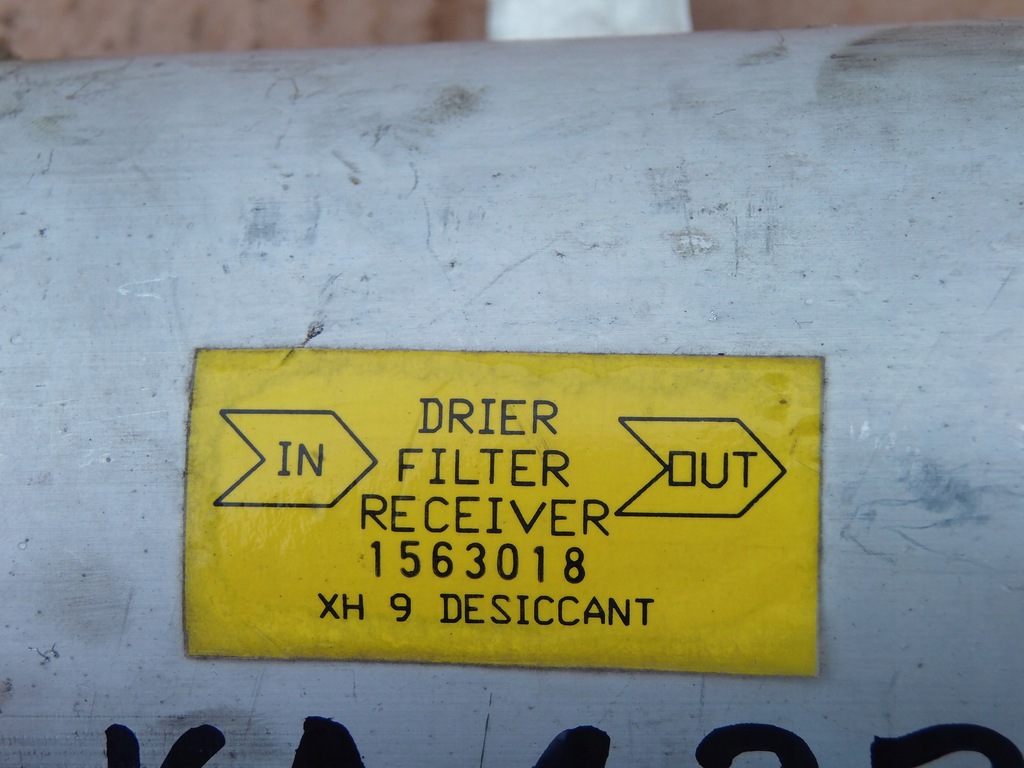 DRIER
IN FILTER OUT
RECEIVER
1563018
XH 9 DESICCANT